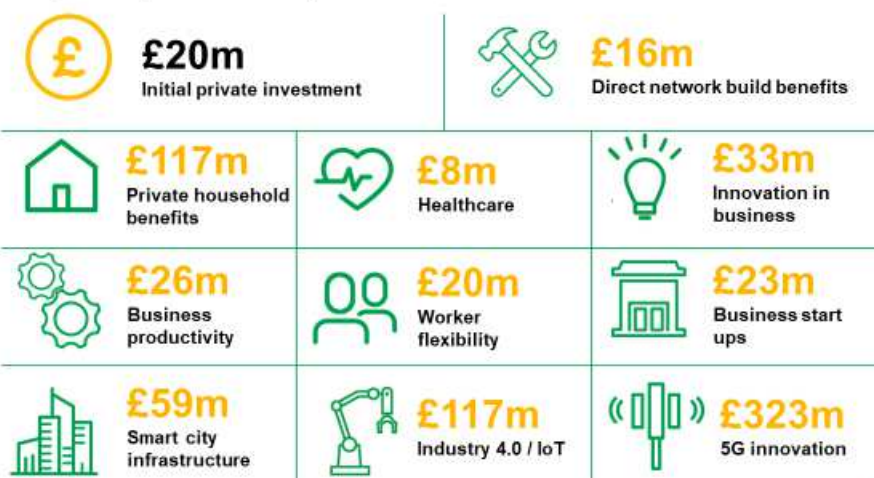 £
£20m
Initial private investment
£16m
Direct network build benefits
£117m
Private household
benefits
£8m
Healthcare
£33m
Innovation in
business
£26m
Business
productivity
£20m
Worker
flexibility
£23m
Business start
ups
£59m
Smart city
infrastructure
£117m
Industry 4.0 / IoT
£323m
5G innovation